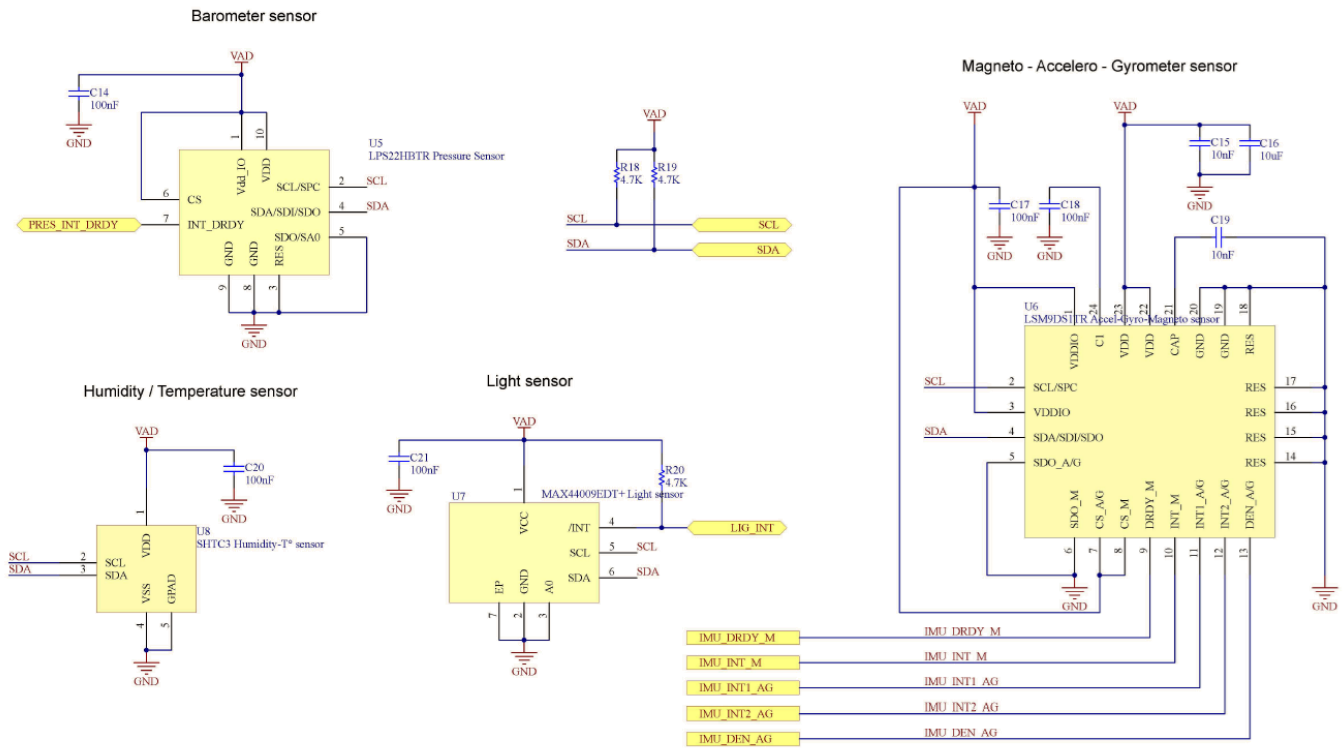 Barometer sensor
VAD
C14
100nF
GND
1
10
Vdd_IO
VDD
U5
LPS22HBTR Pressure Sensor
6
CS
SCL/SPC
2
SCL
SDA/SDI/SDO
4
SDA
PRES_INT_DRDY
7
INT_DRDY
SDO/SA0
5
GND
GND
RES
9
8
3
GND
VAD
R18
4.7K
R19
4.7K
SCL
SCL
SDA
SDA
Magneto - Accelero - Gyrometer sensor
VAD
VAD
C15
10nF
C16
10uF
GND
C17
100nF
C18
100nF
GND
GND
C19
10nF
U6
LSM9DS1TR Accel-Gyro-Magneto sensor
1
24
23
22
21
20
19
18
VDDIO
C1
VDD
VDD
CAP
GND
GND
RES
SCL
2
SCL/SPC
RES
17
3
VDDIO
RES
16
SDA
4
SDA/SDI/SDO
RES
15
5
SDO_A/G
RES
14
SDO_M
CS_A/G
CS_M
DRDY_M
INT_M
INT1_A/G
INT2_A/G
DEN_A/G
6
7
8
9
10
11
12
13
GND
GND
IMU_DRDY_M
IMU_DRDY_M
IMU_INT_M
IMU_INT_M
IMU_INT1_AG
IMU_INT1_AG
IMU_INT2_AG
IMU_INT2_AG
IMU_DEN_AG
IMU_DEN_AG
Humidity / Temperature sensor
VAD
C20
100nF
GND
1
U8
SHTC3 Humidity-T° sensor
VDD
SCL
2
SCL
SDA
3
SDA
VSS
GPAD
4
5
GND
Light sensor
VAD
C21
100nF
GND
R20
4.7K
U7
1
MAX44009EDT+ Light sensor
VCC
/INT
4
LIG_INT
SCL
5
SCL
SDA
6
SDA
EP
GND
A0
7
2
3
GND